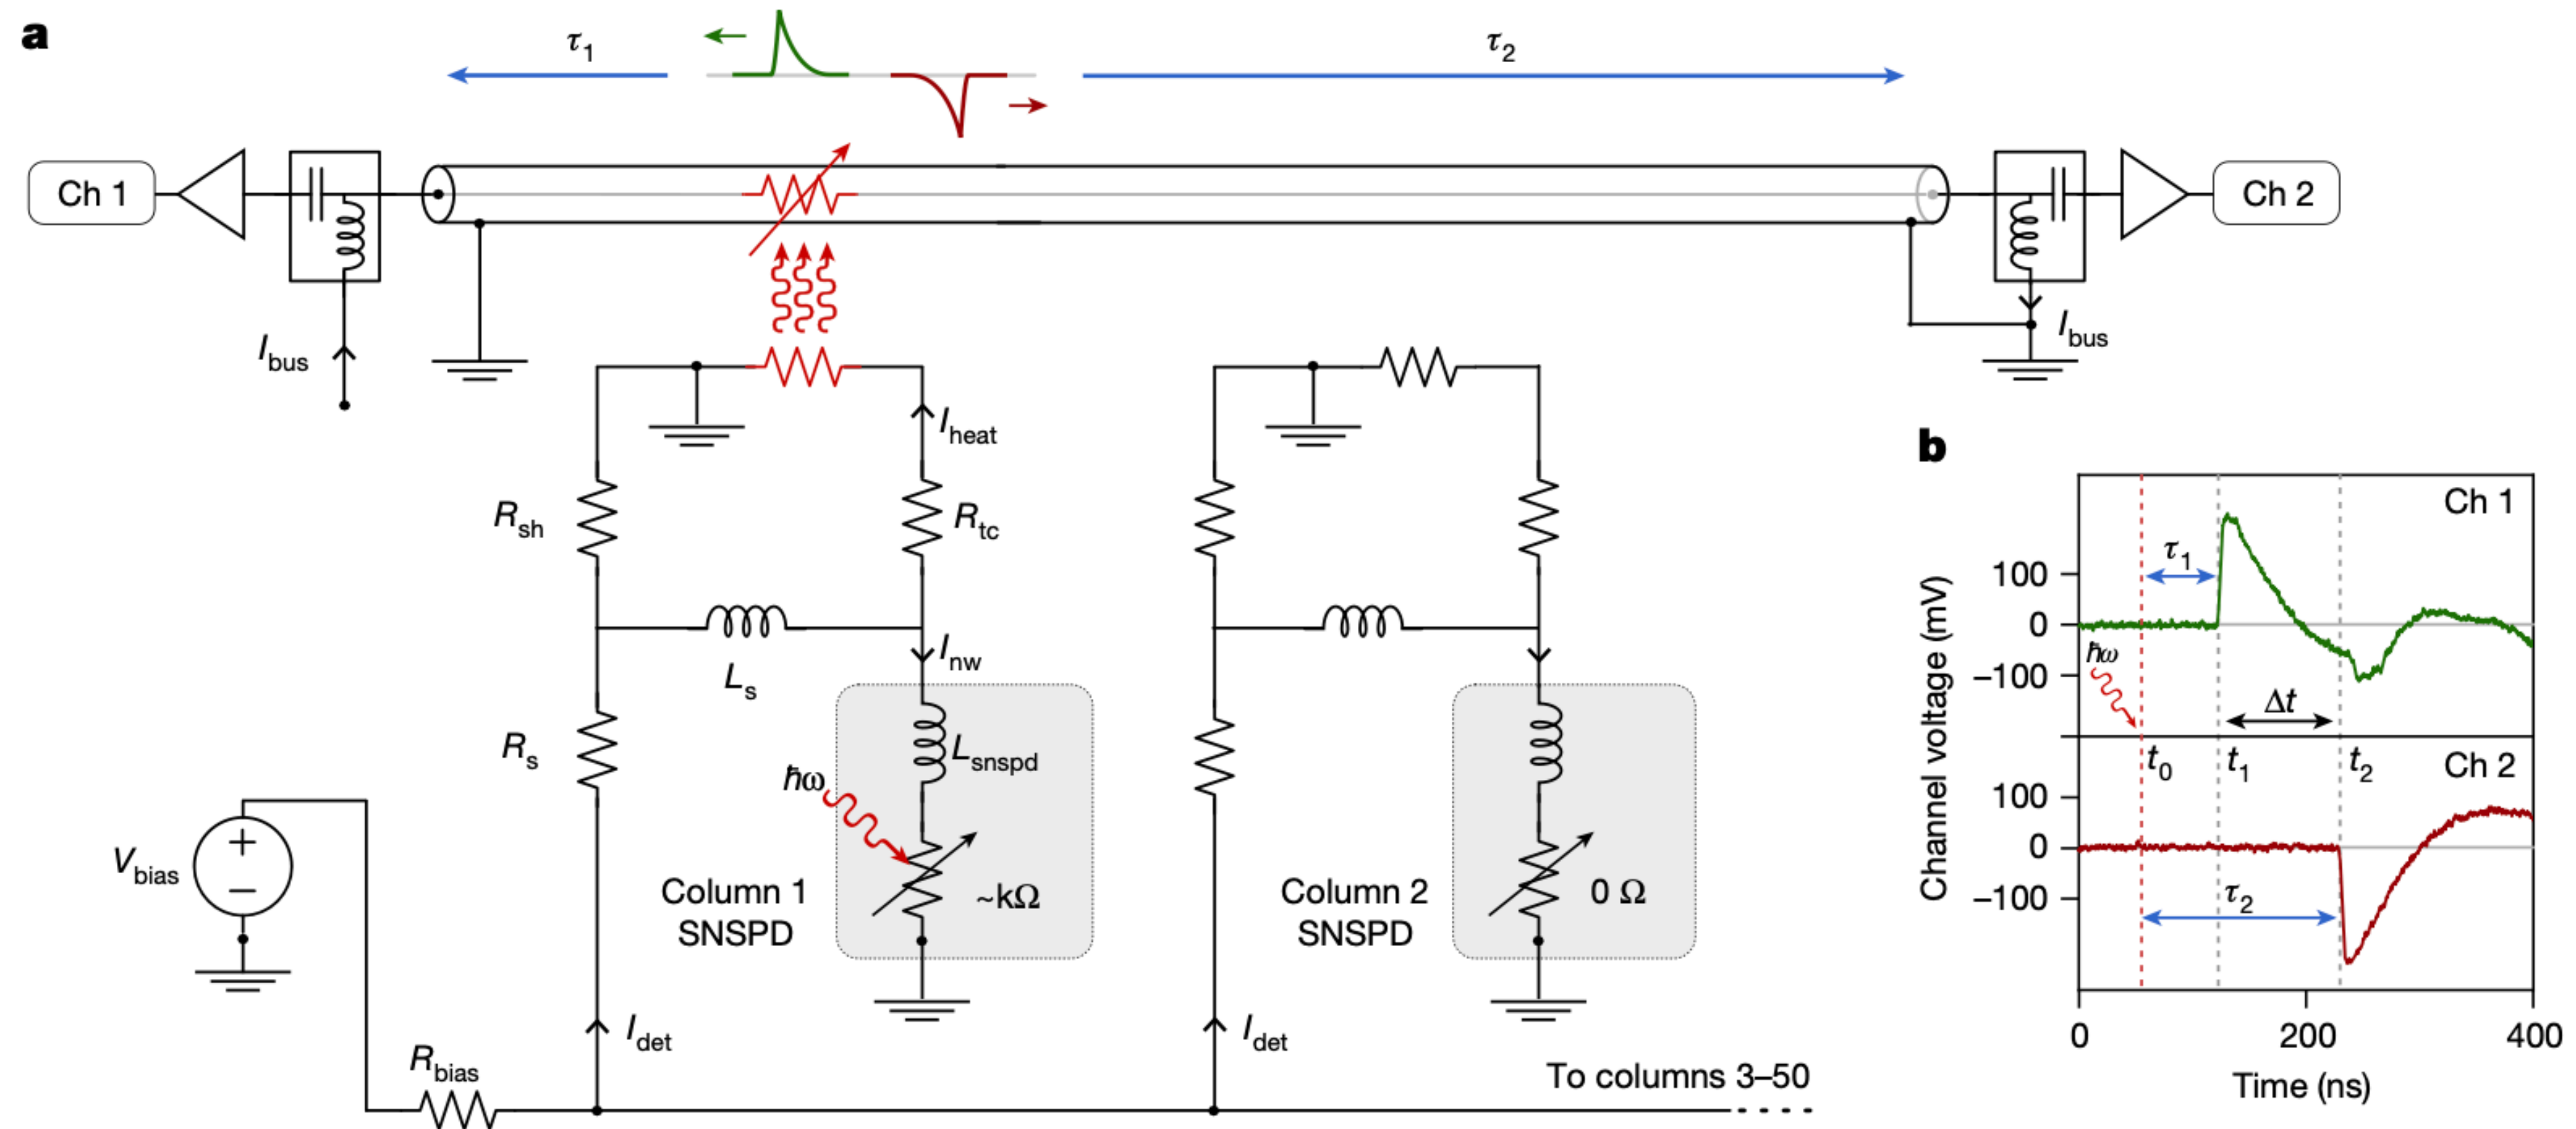 a
τ1
τ2
Ch 1
Ch 2
Ibus
Ibus
Iheat
Rsh
Rtc
Inw
Ls
Rs
Lsnspd
ħω
Vbias
+
−
Column 1
SNSPD
~kΩ
Column 2
SNSPD
0 Ω
Idet
Idet
Rbias
To columns 3–50
b
Channel voltage (mV)
Ch 1
100
0
−100
τ1
ħω
Δt
t0
t1
t2
Ch 2
100
0
−100
τ2
0
200
400
Time (ns)